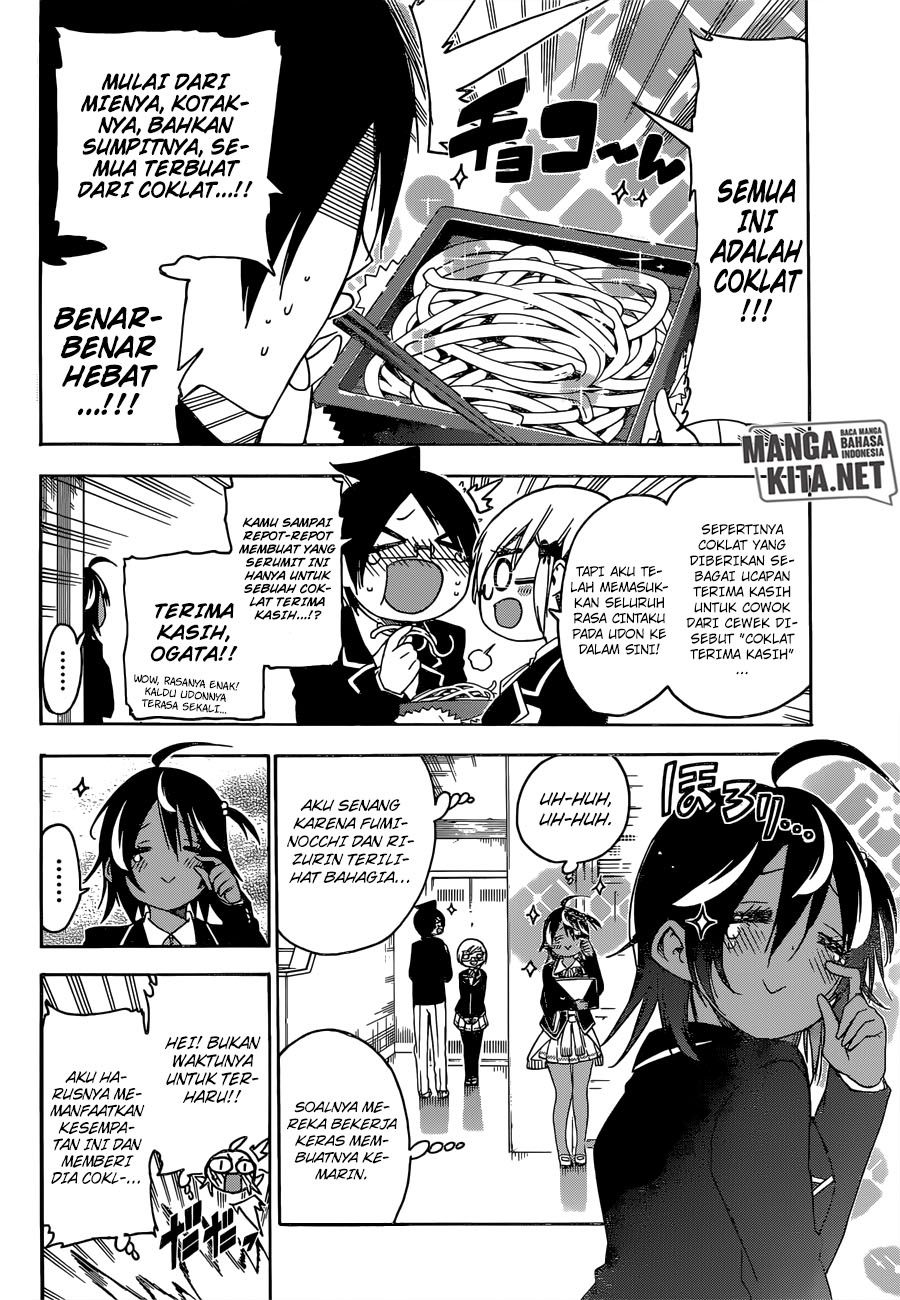 SEMUA
INI
ADALAH
COKLAT
!!!
チョコ〜ん
MULAI DARI
MIENYA, KOTAK-
NYA, BAHKAN
SUMPITNYA, SE-
MUA TERBUAT
DARI COKLAT...!!
BENAR-
BENAR
HEBAT
...!!!
MANGA
KITA.NET
BACA MANGA
BAHASA
INDONESIA
SEPERTINYA
COKLAT YANG
DIBERIKAN SE-
BAGAI UCAPAN
TERIMA KASIH
UNTUK COWOK
DARI CEWEK DI-
SEBUT "COKLAT
TERIMA KASIH"
...
TAPI AKU TE-
LAH MEMASUK-
KAN SELURUH
RASA CINTAKU
PADA UDON KE
DALAM SINI!
KAMU SAMPAI
REPOT-REPOT
MEMBUAT YANG
SERUMIT INI
HANYA UNTUK
SEBUAH COK-
LAT TERIMA
KASIH...!?
TERIMA
KASIH,
OGATA!!
WOW, RASANYA ENAK!
KALDU UDONNYA
TERASA SEKALI...
......
ほろり...
UH-HUH,
UH-HUH.
AKU SENANG
KARENA FUMI-
NOCCHI DAN RI-
ZURIN TERILI-
HAT BAHAGIA...
SOALNYA ME-
REKA BEKERJA
KERAS MEM-
BUATNYA KE-
MARIN.
......
HEI! BUKAN
WAKTUNYA
UNTUK TER-
HARU!!
AKU HA-
RUSNYA ME-
MANFAATKAN
KESEMPA-
TAN INI DAN
MEMBERI
DIA COKL-...
ダダダッ